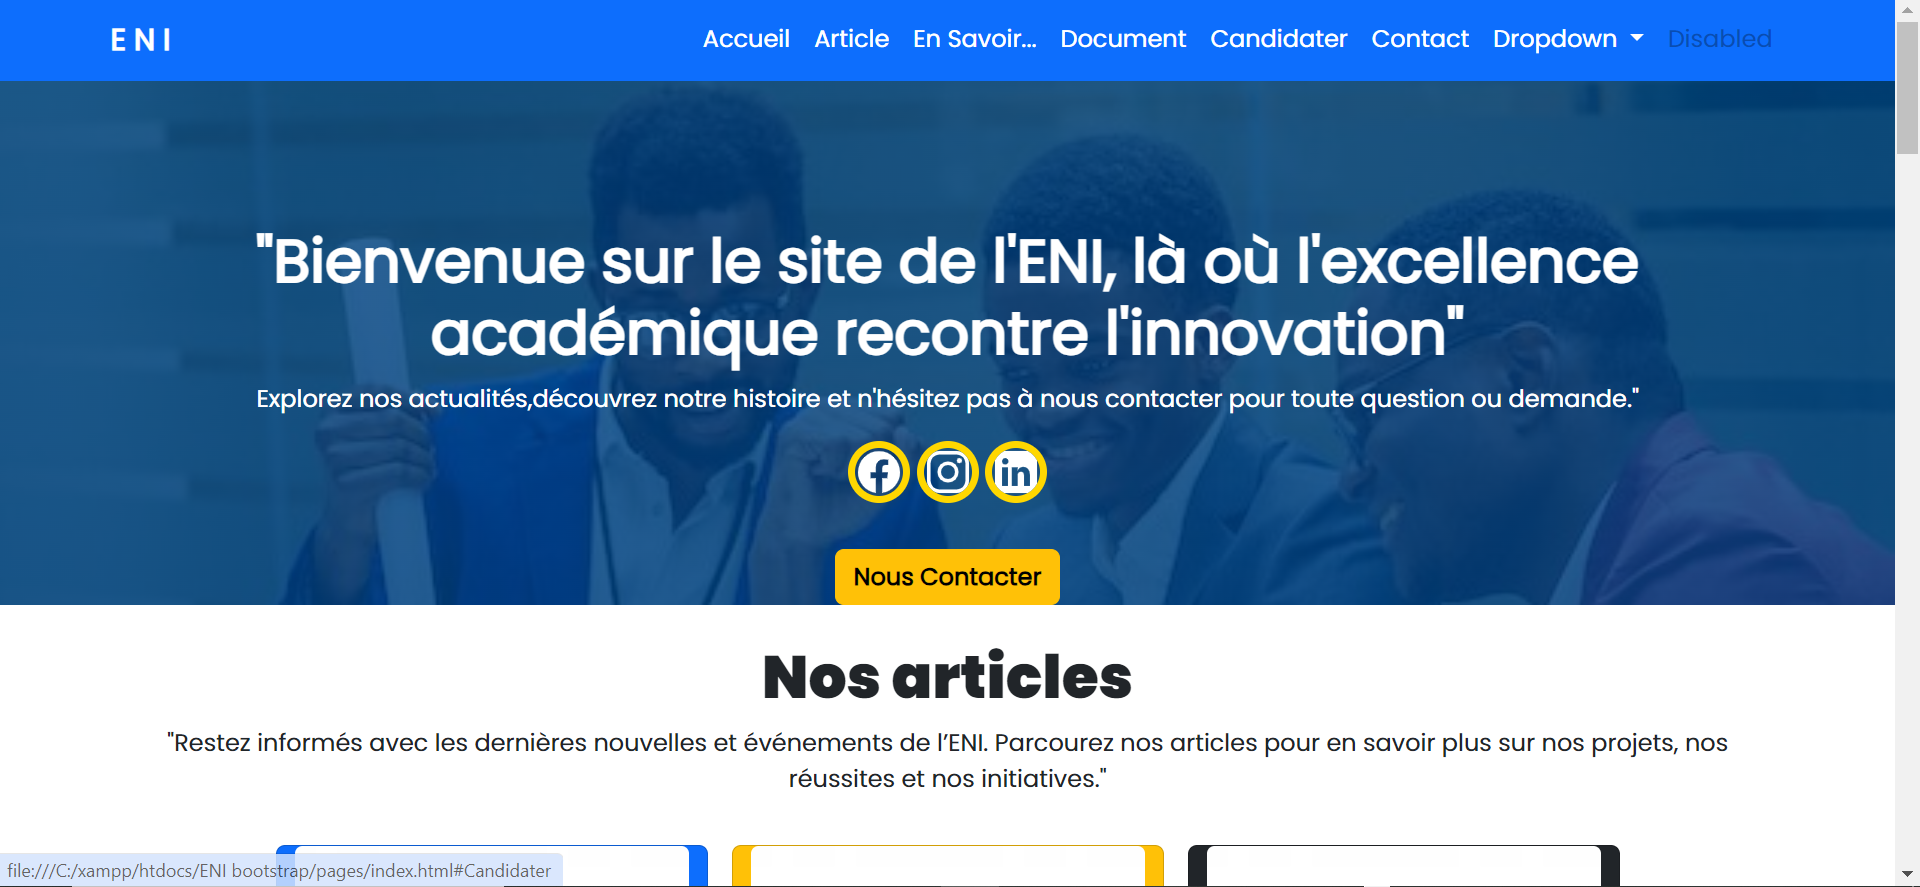 E N I
Accueil Article En Savoir... Document Candidater Contact Dropdown Disabled
"Bienvenue sur le site de l'ENI, là où l'excellence
académique recontre l'innovation"
Explorez nos actualités,découvrez notre histoire et n'hésitez pas à nous contacter pour toute question ou demande."
Nous Contacter
Nos articles
"Restez informés avec les dernières nouvelles et événements de l’ENI. Parcourez nos articles pour en savoir plus sur nos projets, nos
réussites et nos initiatives."
file:///C:/xampp/htdocs/ENI bootstrap/pages/index.html#Candidater